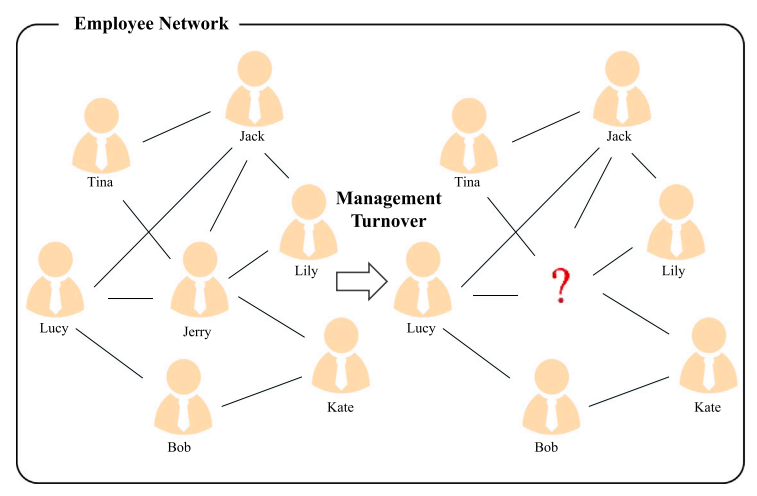 Employee Network
Jack
Tina
Lily
Lucy
Jerry
Kate
Bob
Management
Turnover
Jack
Tina
Lily
Lucy
?
Kate
Bob